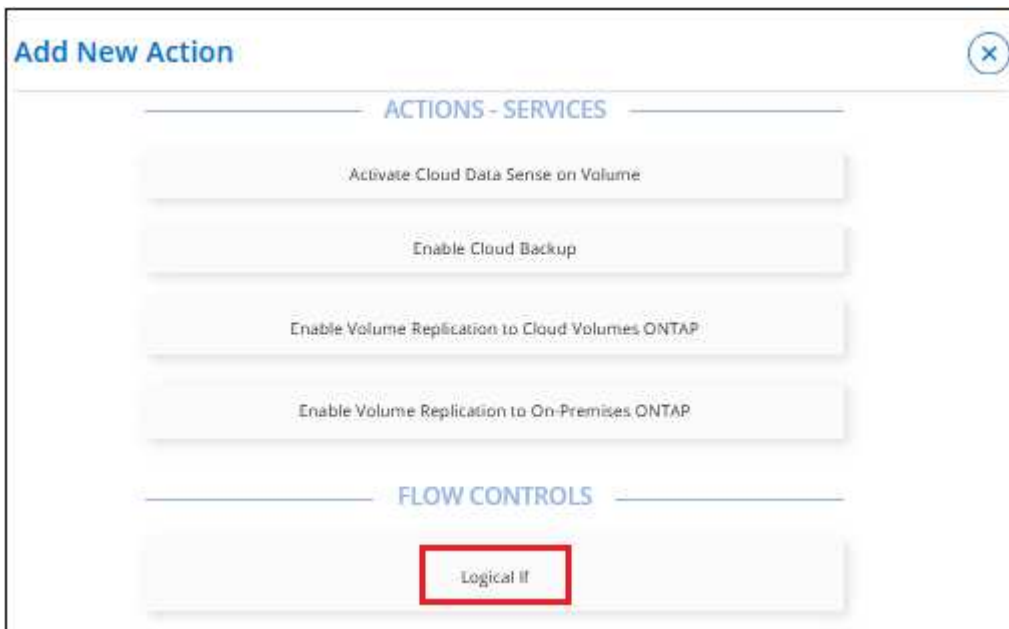 Add New Action
ACTIONS - SERVICES
Activate Cloud Data Sense on Volume
Enable Cloud Backup
Enable Volume Replication to Cloud Volumes ONTAP
Enable Volume Replication to On-Premises ONTAP
FLOW CONTROLS
Logical If